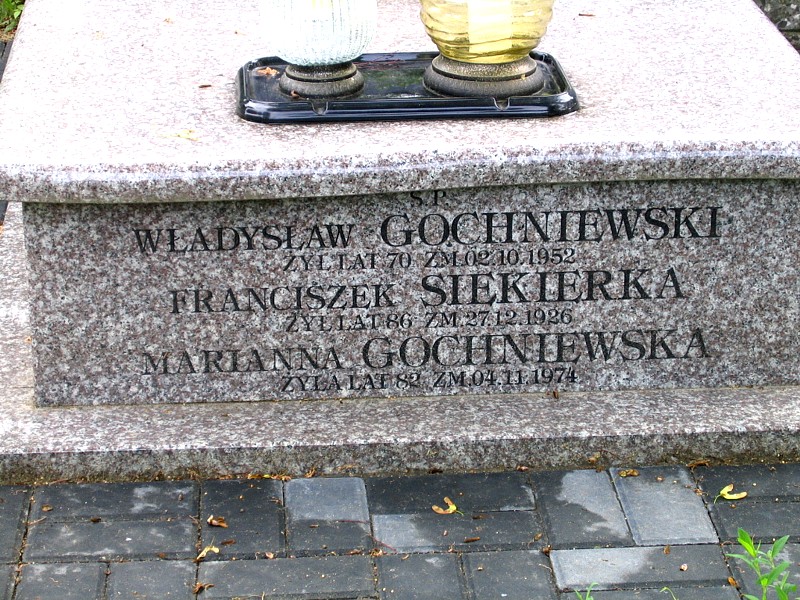 Ś.P.
WŁADYSŁAW GOCHNIEWSKI
ŻYŁ LAT 70 ZM.02.10.1952
FRANCISZEK SIEKIERKA
ŻYŁ LAT 86 ZM.27.12.1926
MARIANNA GOCHNIEWSKA
ŻYŁA LAT 82 ZM.04.11.1974